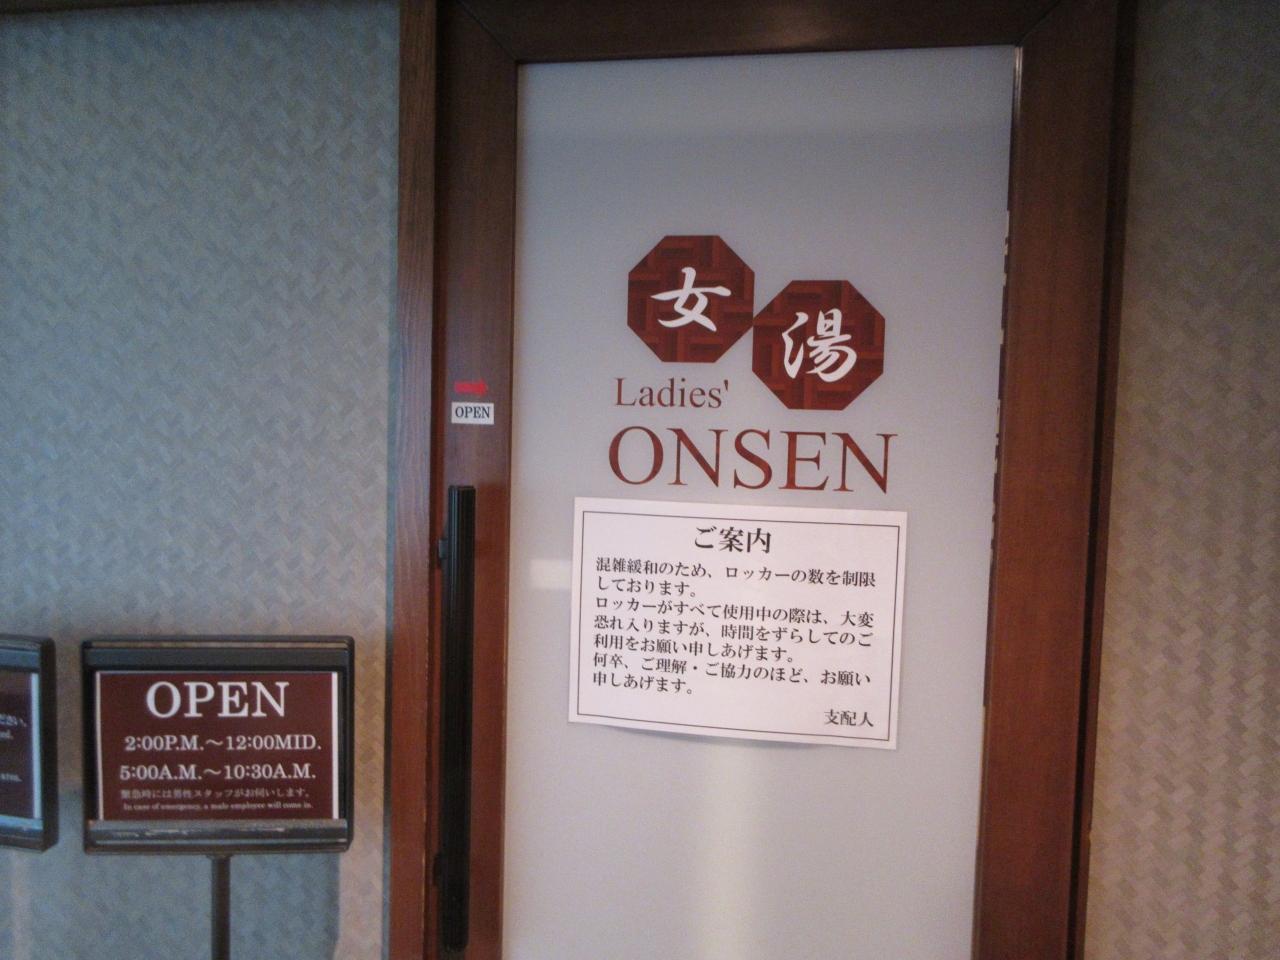 女湯
Ladies'
ONSEN
OPEN
ご案内
混雑緩和のため、ロッカーの数を制限
しております。
ロッカーがすべて使用中の際は、大変
恐れ入りますが、時間をずらしてのご
利用をお願い申しあげます。
何卒、ご理解・ご協力のほど、お願い
申しあげます。
支配人
OPEN
2:00P.M.～12:00MID.
5:00A.M.～10:30A.M.
緊急時には男性スタッフがお伺いします。
In case of emergency, a male employee will come in.